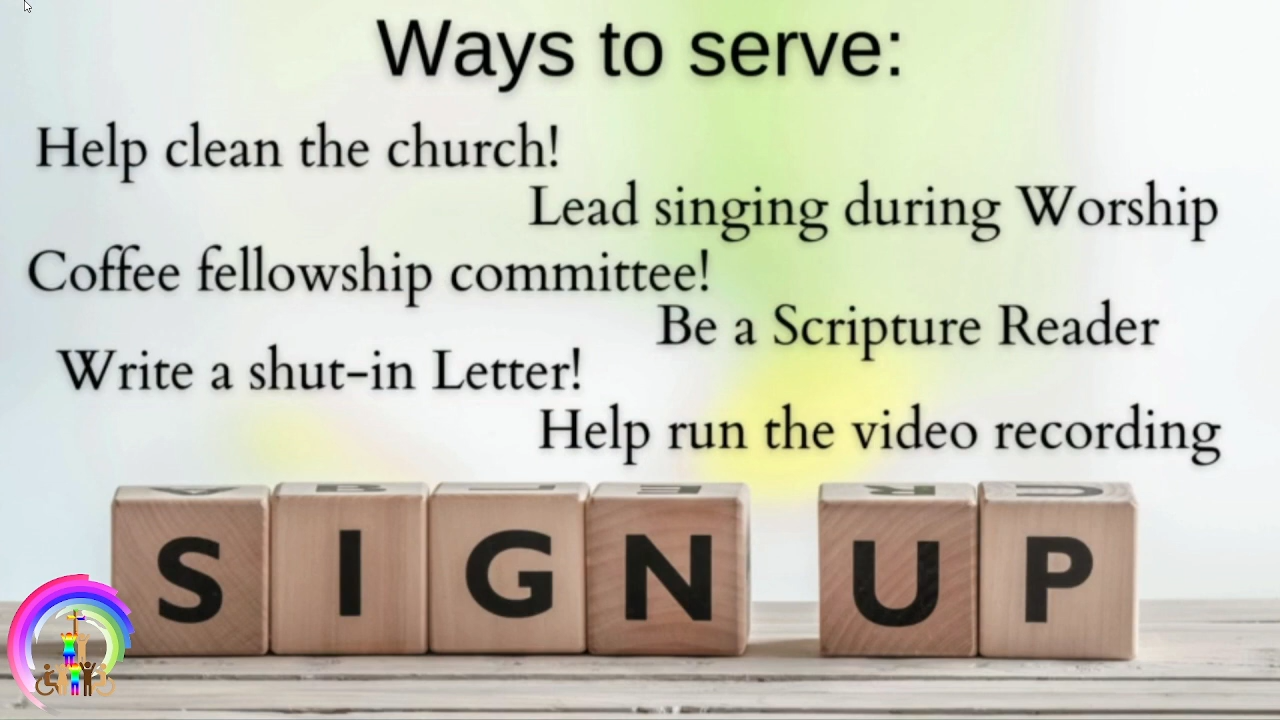 Ways to serve:
Help clean the church!
Lead singing during Worship
Coffee fellowship committee!
Be a Scripture Reader
Write a shut-in Letter!
Help run the video recording
SIGN UP